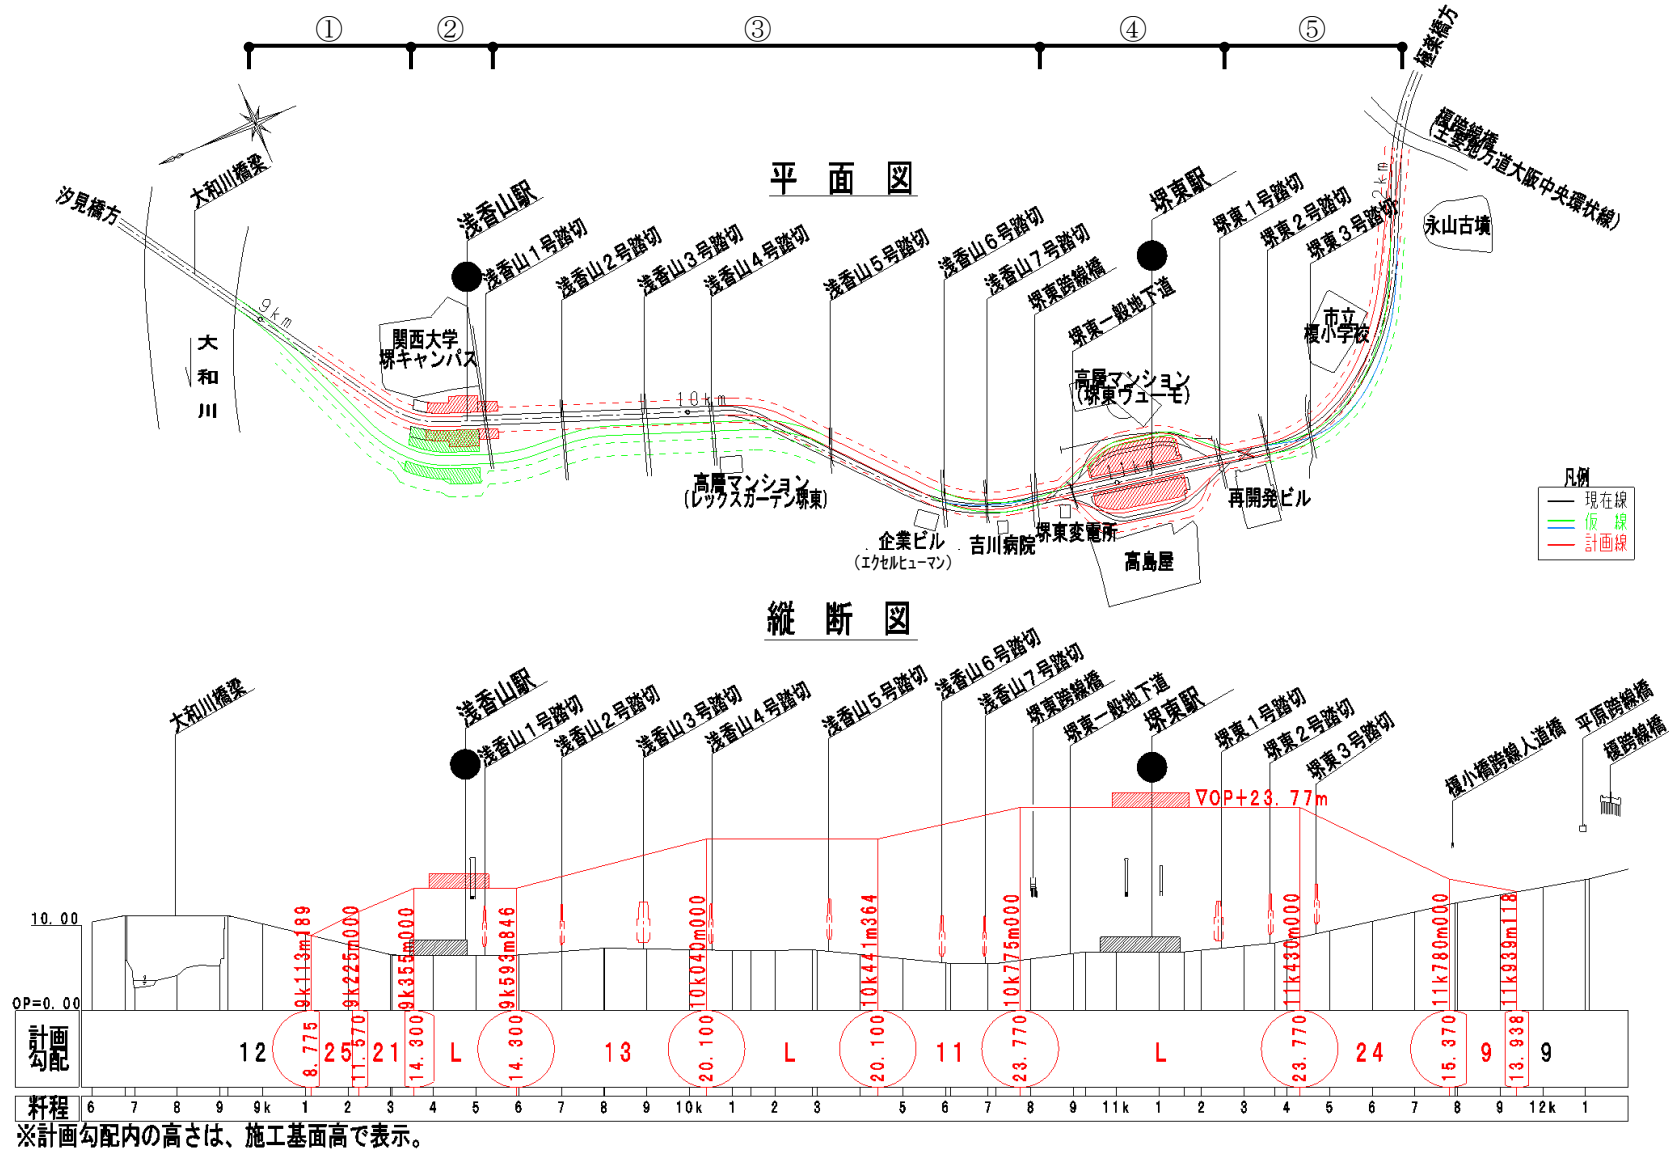 ① ② ③ ④ ⑤
平面図
汐見橋方
大和川橋梁
浅香山駅
浅香山1号踏切
浅香山2号踏切
浅香山3号踏切
浅香山4号踏切
浅香山5号踏切
浅香山6号踏切
浅香山7号踏切
堺東跨線橋
堺東一般地下道
堺東駅
堺東1号踏切
堺東2号踏切
堺東3号踏切
極楽橋方
榎跨線橋
(主要地方道大阪中央環状線)
永山古墳
市立
榎小学校
9km
大和川
関西大学
堺キャンパス
10km
高層マンション
(堺東ヴューモ)
11km
12km
高層マンション
(レックスガーデン堺東)
企業ビル
(エクセルヒューマン)
吉川病院
堺東変電所
高島屋
再開発ビル
凡例
現在線
仮線
計画線
縦断図
大和川橋梁
浅香山駅
浅香山1号踏切
浅香山2号踏切
浅香山3号踏切
浅香山4号踏切
浅香山5号踏切
浅香山6号踏切
浅香山7号踏切
堺東跨線橋
堺東一般地下道
堺東駅
堺東1号踏切
堺東2号踏切
堺東3号踏切
榎小橋跨線人道橋
平原跨線橋
榎跨線橋
▽OP+23.77m
10.00
OP=0.00
9k113m189
9k225m000
9k355m000
9k593m846
10k040m000
10k441m364
10k775m000
11k430m000
11k780m000
11k939m118
計画
勾配
12 8.775 25 11.570 21 14.300 L 14.300 13 20.100 L 20.100 11 23.770 L 23.770 24 15.370 9 13.938 9
粁程 6 7 8 9 9k 1 2 3 4 5 6 7 8 9 10k 1 2 3 5 6 7 8 9 11k 1 2 3 4 5 6 7 8 9 12k 1
※計画勾配内の高さは、施工基面高で表示。